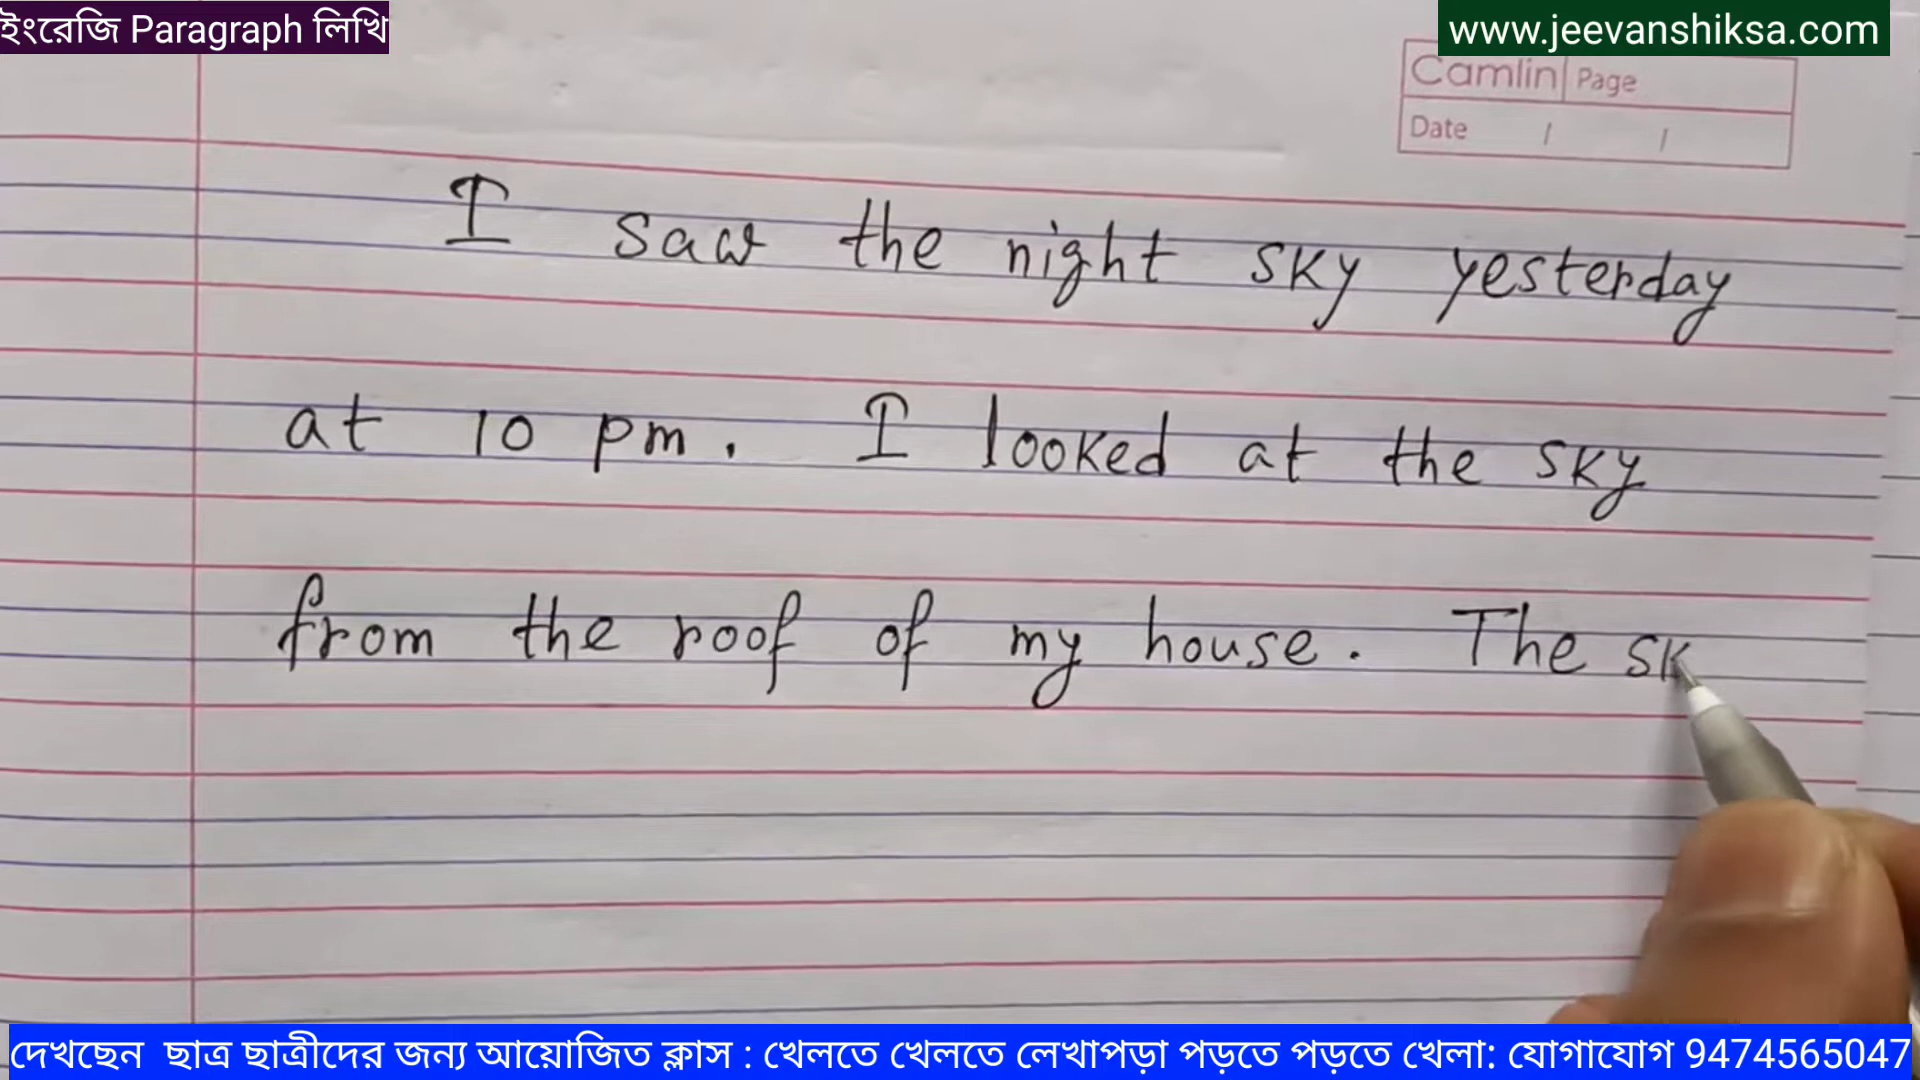 ইংরেজি Paragraph লিখি
www.jeevanshiksa.com
Camlin Page
Date / /
I saw the night sky yesterday
at 10 pm. I looked at the sky
from the roof of my house. The sk
দেখছেন ছাত্র ছাত্রীদের জন্য আয়োজিত ক্লাস : খেলতে খেলতে লেখাপড়া পড়তে পড়তে খেলা: যোগাযোগ 9474565047